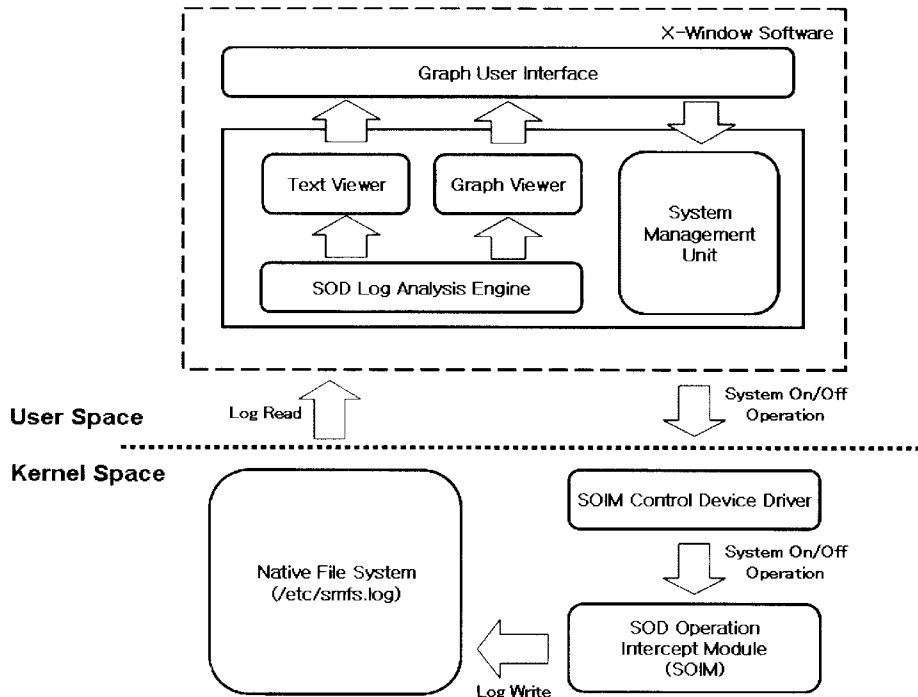 X-Window Software
Graph User Interface
Text Viewer
Graph Viewer
System
Management
Unit
SOD Log Analysis Engine
User Space
Log Read
System On/Off
Operation
Kernel Space
SOIM Control Device Driver
Native File System
(/etc/smfs.log)
System On/Off
Operation
SOD Operation
Intercept Module
(SOIM)
Log Write